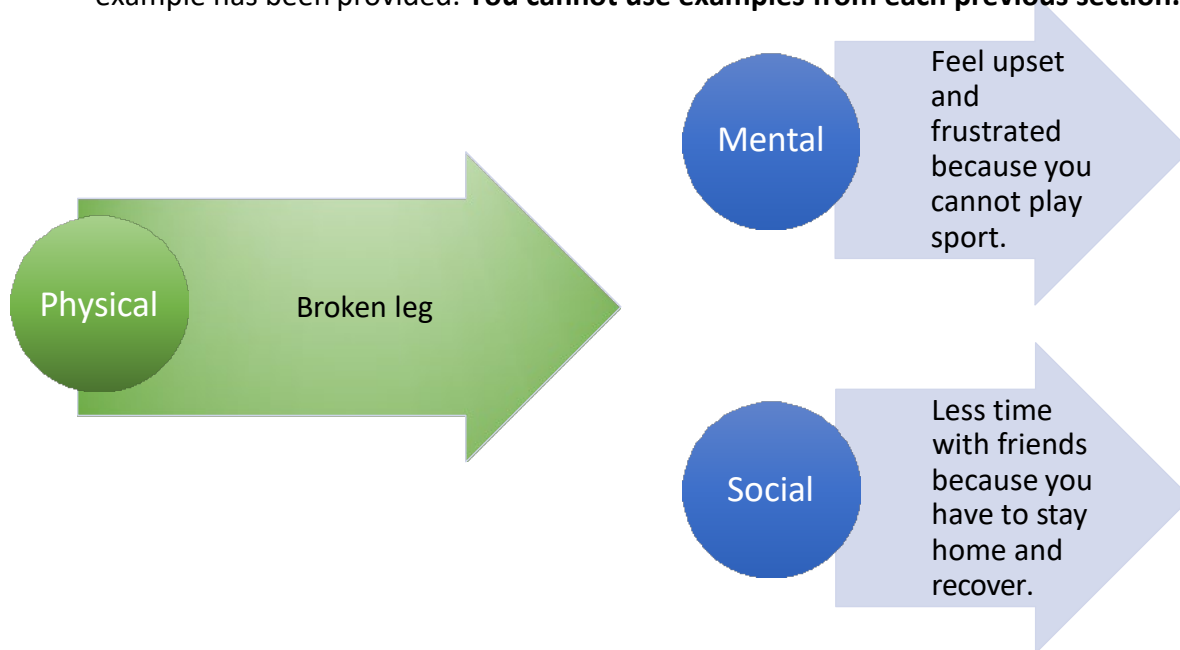 example has been provided. You cannot use examples from each previous section.
Physical
Broken leg
Mental
Feel upset
and
frustrated
because you
cannot play
sport.
Social
Less time
with friends
because you
have to stay
home and
recover.